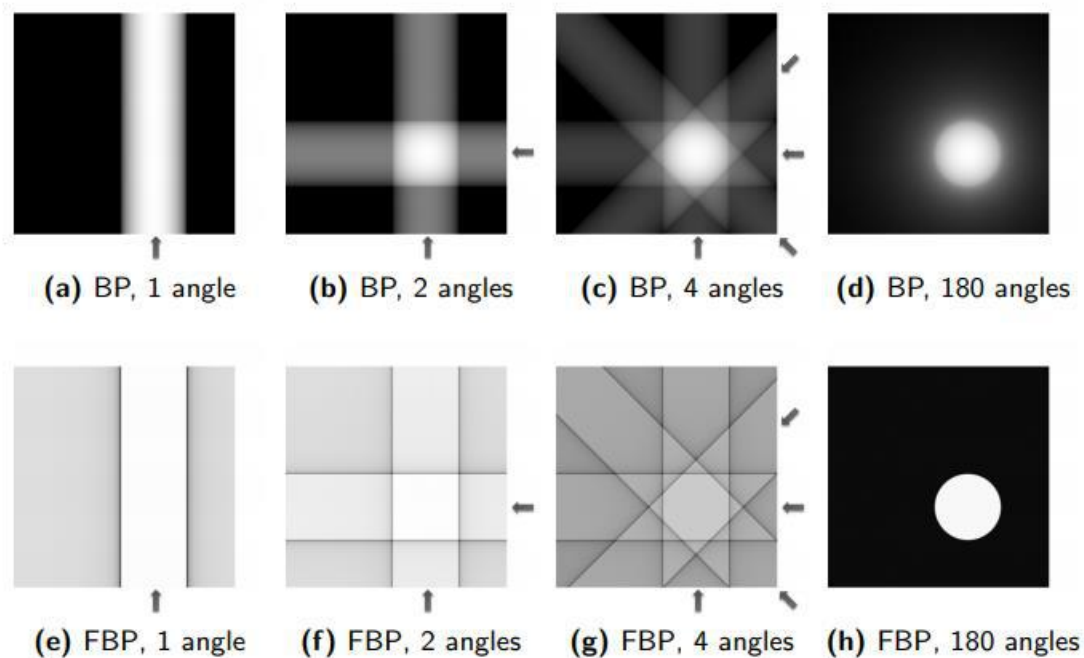 (a) BP, 1 angle
(b) BP, 2 angles
(c) BP, 4 angles
(d) BP, 180 angles
(e) FBP, 1 angle
(f) FBP, 2 angles
(g) FBP, 4 angles
(h) FBP, 180 angles